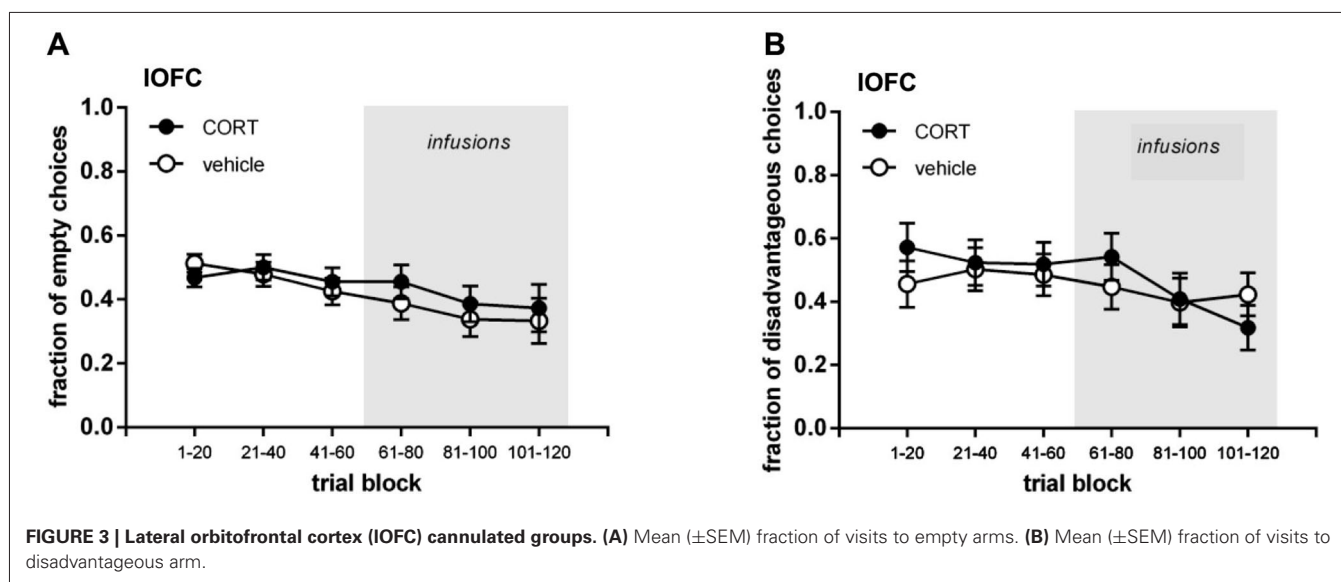 A
lOFC
CORT
vehicle
infusions
fraction of empty choices
1.0
0.8
0.6
0.4
0.2
0.0
1-20
21-40
41-60
61-80
81-100
101-120
trial block
B
lOFC
CORT
vehicle
infusions
fraction of disadvantageous choices
1.0
0.8
0.6
0.4
0.2
0.0
1-20
21-40
41-60
61-80
81-100
101-120
trial block
FIGURE 3 | Lateral orbitofrontal cortex (lOFC) cannulated groups. (A) Mean (±SEM) fraction of visits to empty arms. (B) Mean (±SEM) fraction of visits to
disadvantageous arm.